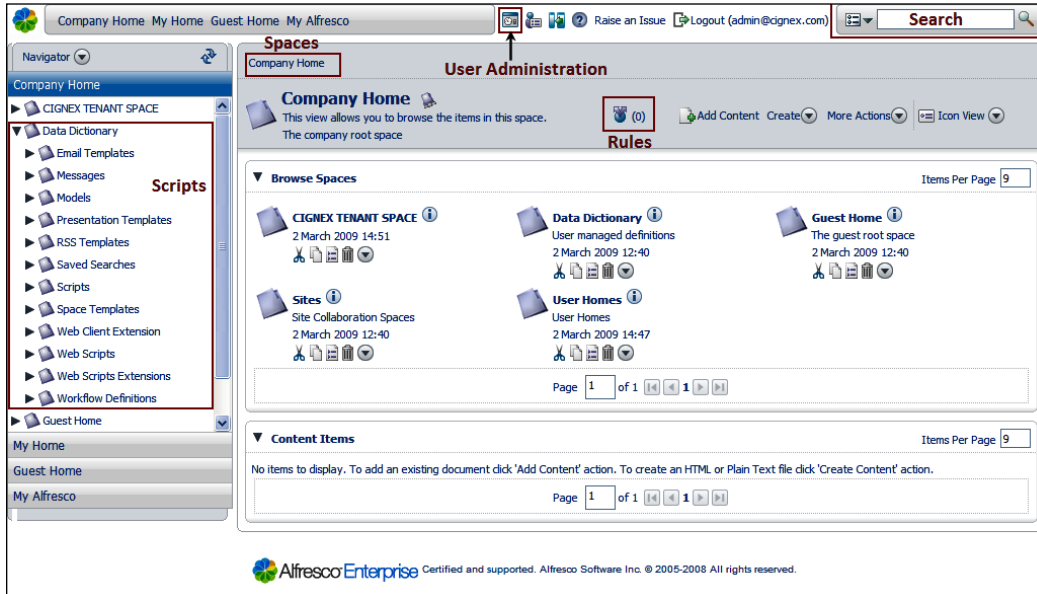 Company Home My Home Guest Home My Alfresco
Raise an Issue Logout (admin@cignex.com)
Search
Navigator
Company Home
CIGNEX TENANT SPACE
Data Dictionary
Email Templates
Messages
Models
Presentation Templates
RSS Templates
Saved Searches
Scripts
Space Templates
Web Client Extension
Web Scripts
Web Scripts Extensions
Workflow Definitions
Scripts
Guest Home
My Home
Guest Home
My Alfresco
Spaces
Company Home
User Administration
Company Home
This view allows you to browse the items in this space.
The company root space
(0)
Rules
Add Content Create More Actions Icon View
Browse Spaces
Items Per Page 9
CIGNEX TENANT SPACE
2 March 2009 14:51
Data Dictionary
User managed definitions
2 March 2009 12:40
Guest Home
The guest root space
2 March 2009 12:40
Sites
Site Collaboration Spaces
2 March 2009 12:40
User Homes
User Homes
2 March 2009 14:47
Page 1 of 1 1
Content Items
Items Per Page 9
No items to display. To add an existing document click 'Add Content' action. To create an HTML or Plain Text file click 'Create Content' action.
Page 1 of 1 1
Alfresco Enterprise Certified and supported. Alfresco Software Inc. © 2005-2008 All rights reserved.